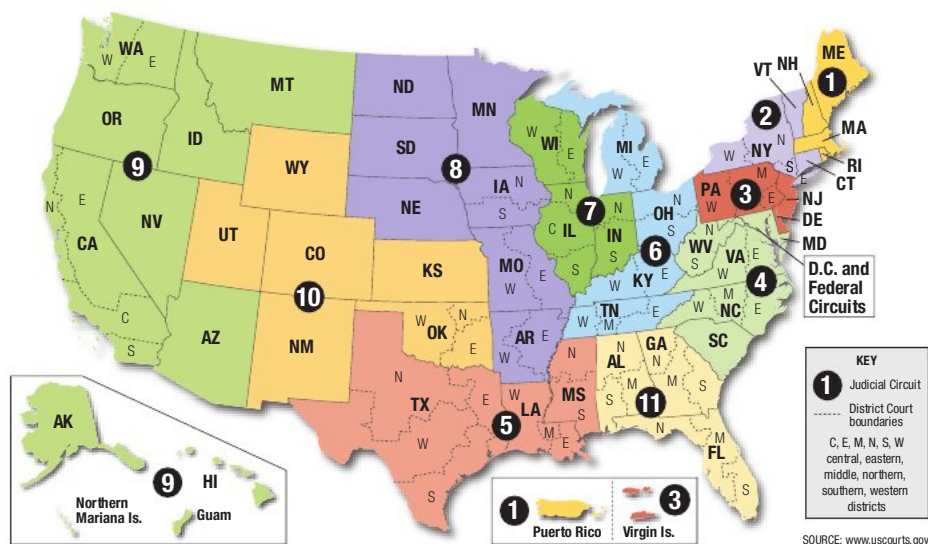 WA
W
E
MT
ND
MN
ME
1
VT
NH
OR
ID
WY
SD
WI
W
E
MI
N
W
E
2
NY
N
W
S
E
MA
RI
CT
9
8
NV
N
E
CA
C
S
UT
CO
NE
IA
N
S
7
IL
N
C
S
IN
N
S
OH
N
S
6
PA
M
W
E
3
NJ
DE
MD
D.C. and
Federal
Circuits
WV
N
S
VA
E
W
4
10
KS
MO
W
E
KY
W
E
TN
W
M
E
NC
W
M
E
SC
AZ
NM
OK
W
N
E
AR
W
E
TX
N
E
W
S
5
LA
W
M
E
MS
N
S
AL
N
M
S
GA
N
M
S
11
FL
N
M
S
AK
9
HI
Northern
Mariana Is.
Guam
1
Puerto Rico
3
Virgin Is.
KEY
1 Judicial Circuit
District Court
boundaries
C, E, M, N, S, W
central, eastern,
middle, northern,
southern, western
districts
SOURCE: www.uscourts.gov